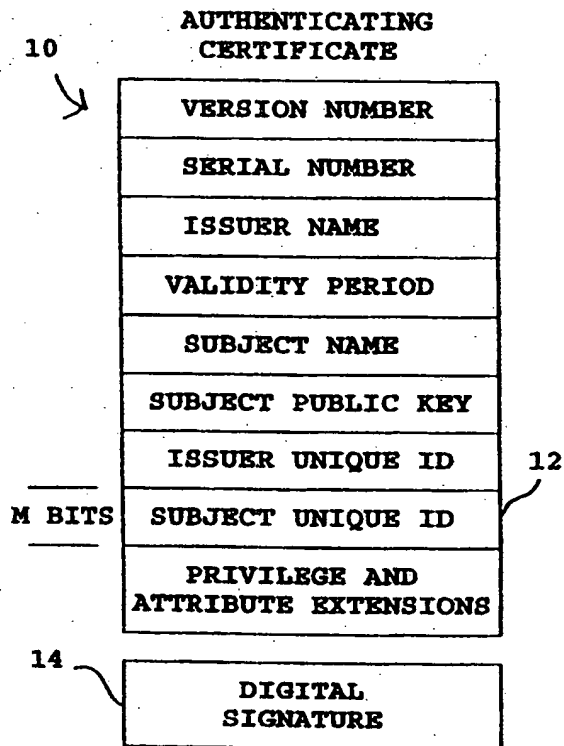 AUTHENTICATING
CERTIFICATE
10
VERSION NUMBER
SERIAL NUMBER
ISSUER NAME
VALIDITY PERIOD
SUBJECT NAME
SUBJECT PUBLIC KEY
ISSUER UNIQUE ID
12
M BITS
SUBJECT UNIQUE ID
PRIVILEGE AND
ATTRIBUTE EXTENSIONS
14
DIGITAL
SIGNATURE